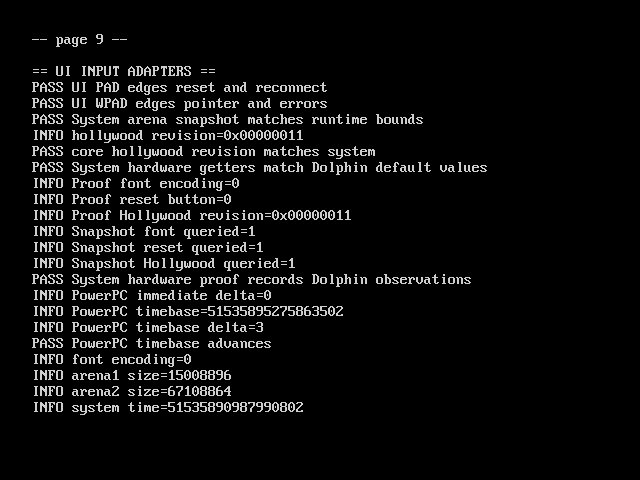 -- page 9 --
== UI INPUT ADAPTERS ==
PASS UI PAD edges reset and reconnect
PASS UI WPAD edges pointer and errors
PASS System arena snapshot matches runtime bounds
INFO hollywood revision=0x00000011
PASS core hollywood revision matches system
PASS System hardware getters match Dolphin default values
INFO Proof font encoding=0
INFO Proof reset button=0
INFO Proof Hollywood revision=0x00000011
INFO Snapshot font queried=1
INFO Snapshot reset queried=1
INFO Snapshot Hollywood queried=1
PASS System hardware proof records Dolphin observations
INFO PowerPC immediate delta=0
INFO PowerPC timebase=51535895275863502
INFO PowerPC timebase delta=3
PASS PowerPC timebase advances
INFO font encoding=0
INFO arena1 size=15008896
INFO arena2 size=67108864
INFO system time=51535890987990802